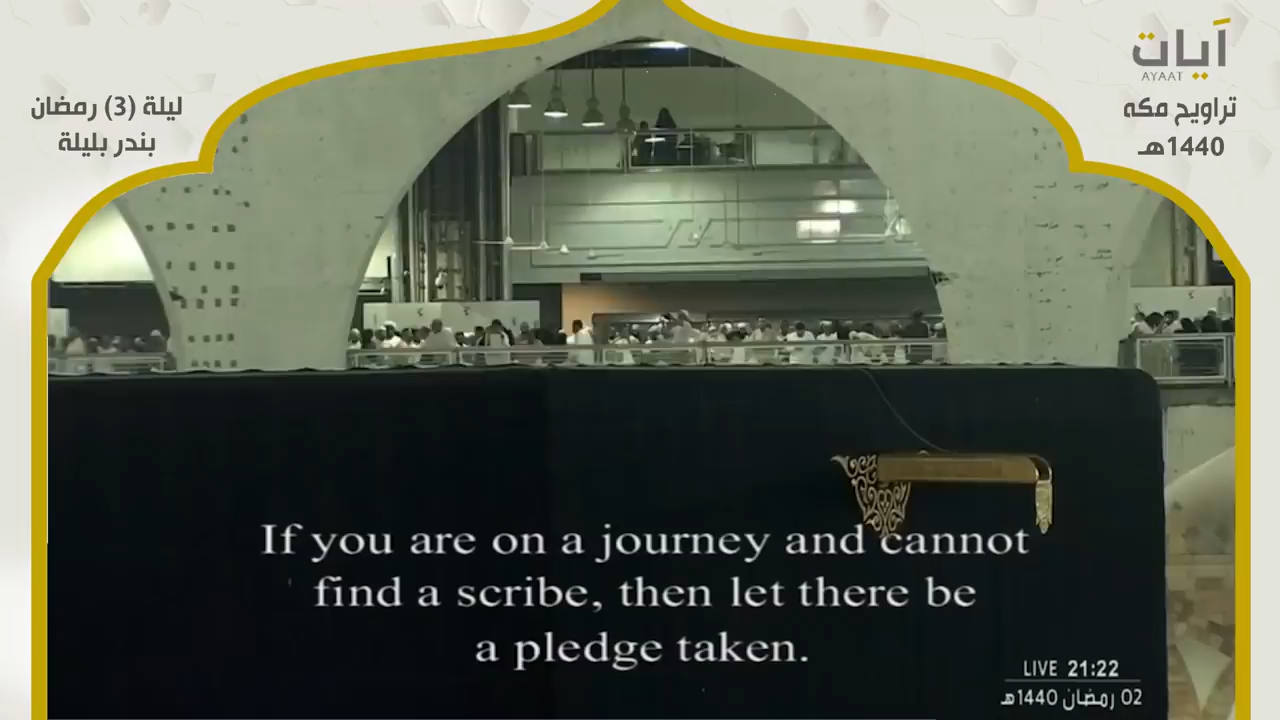 ليلة (3) رمضان
بندر بليلة
آيات
AYAAT
تراويح مكه
1440هـ
If you are on a journey and cannot
find a scribe, then let there be
a pledge taken.
LIVE 21:22
02 رمضان 1440هـ